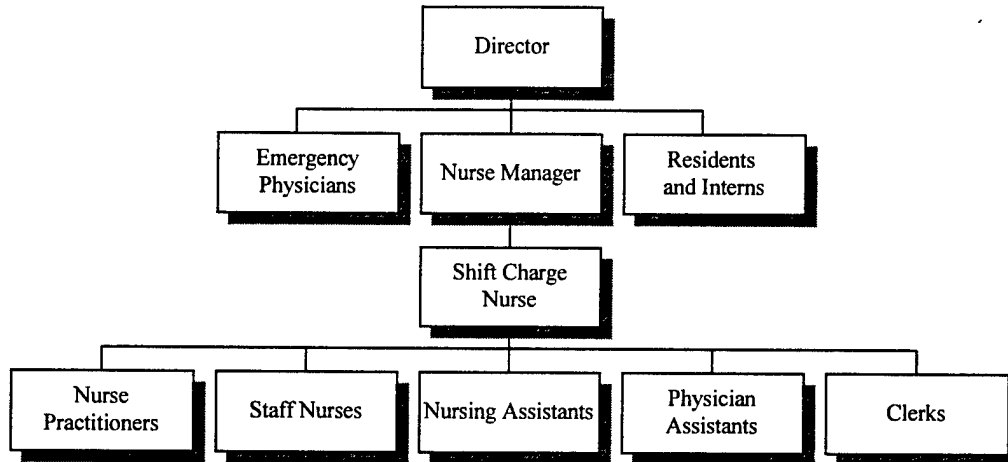 Director
Emergency
Physicians
Nurse Manager
Residents
and Interns
Shift Charge
Nurse
Nurse
Practitioners
Staff Nurses
Nursing Assistants
Physician
Assistants
Clerks